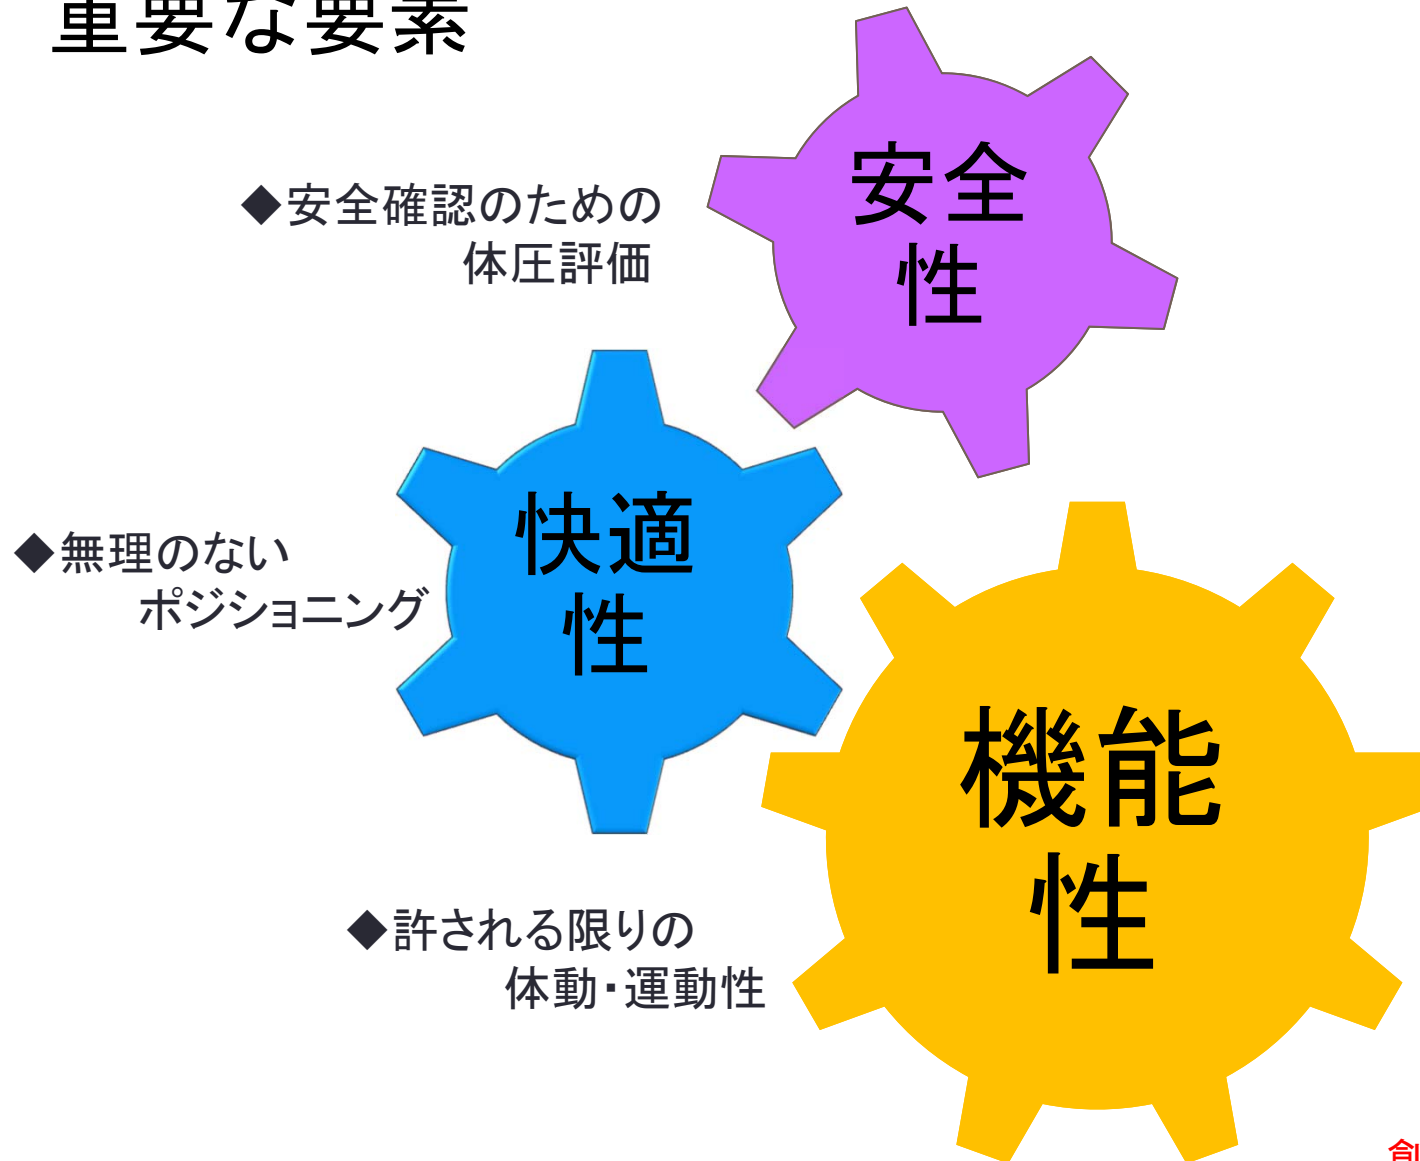 重要な要素
安全
性
◆安全確認のための
体圧評価
快適
性
◆無理のない
ポジショニング
機能
性
◆許される限りの
体動・運動性